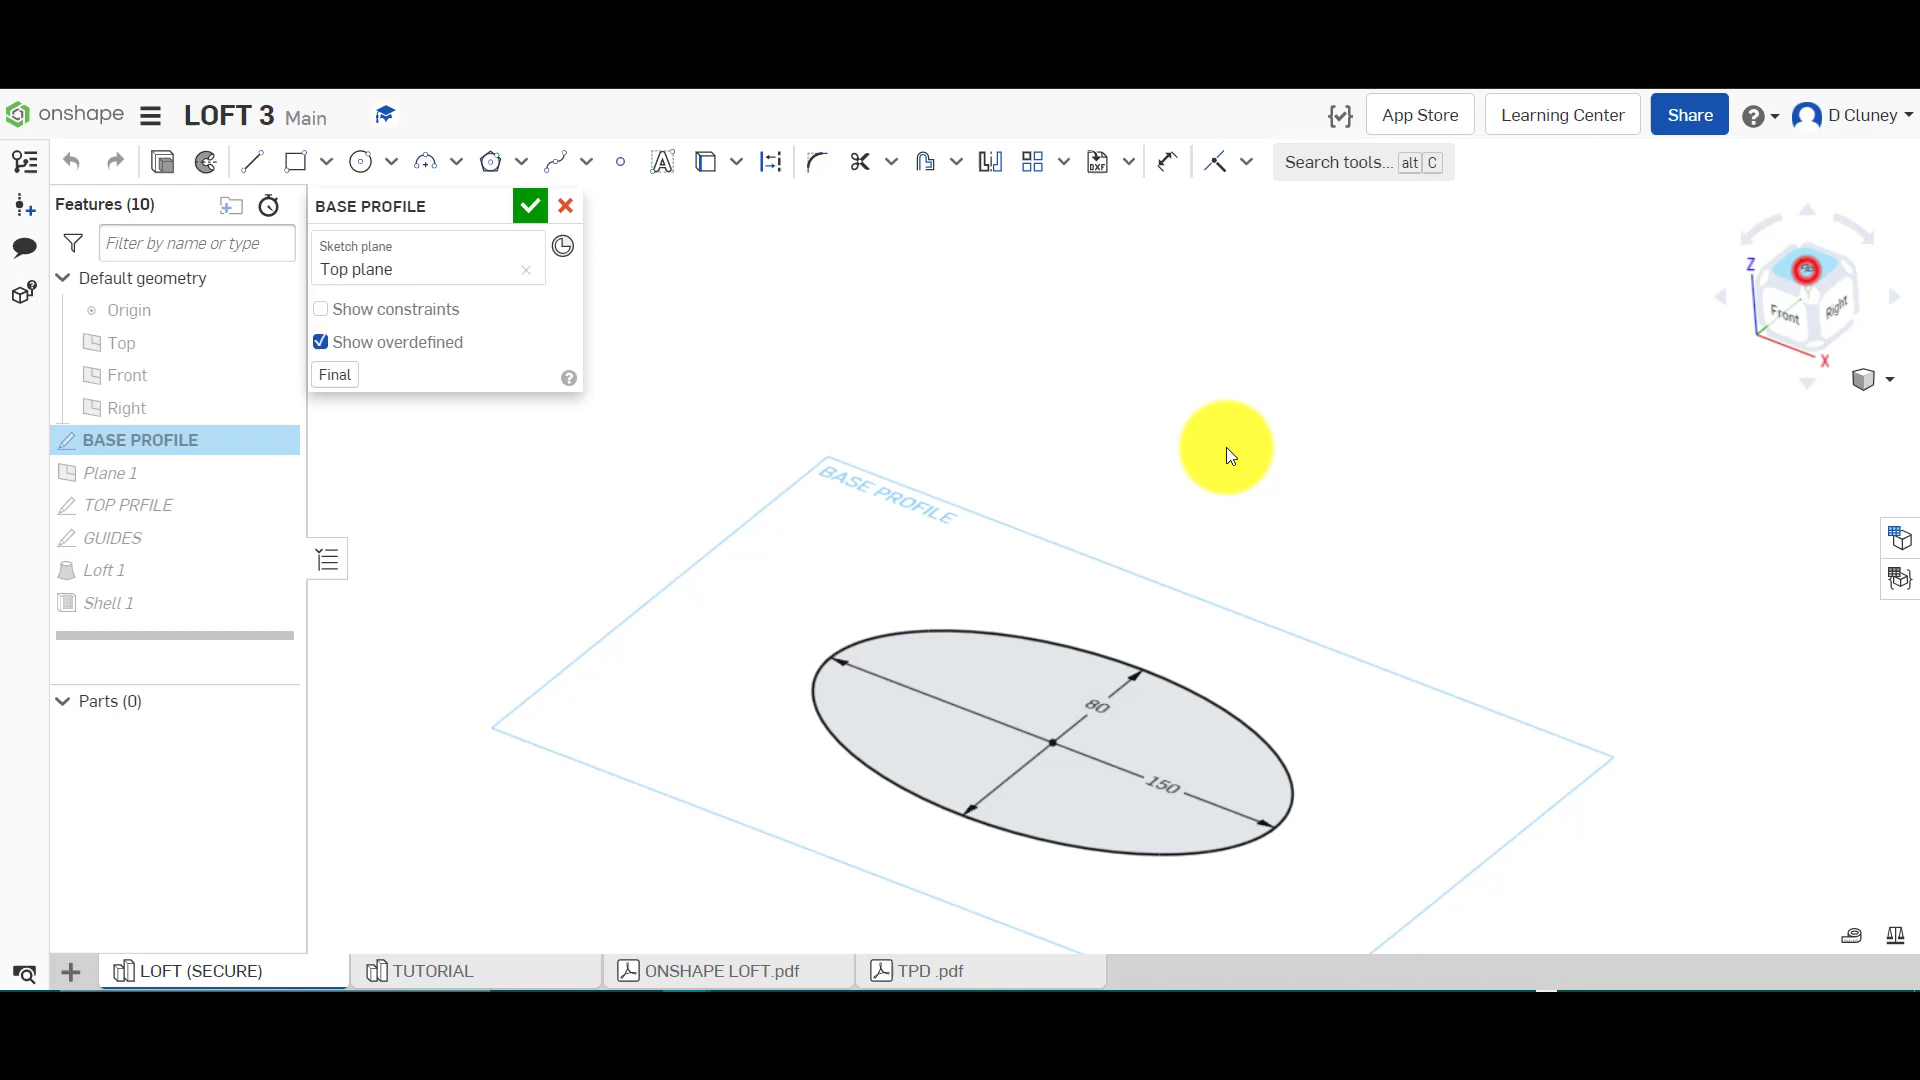 onshape
LOFT 3 Main
App Store
Learning Center
Share
D Cluney
Search tools... alt C
Features (10)
Filter by name or type
Default geometry
Origin
Top
Front
Right
BASE PROFILE
Plane 1
TOP PRFILE
GUIDES
Loft 1
Shell 1
Parts (0)
BASE PROFILE
Sketch plane
Top plane
Show constraints
Show overdefined
Final
BASE PROFILE
80
150
Z
Front
Right
X
LOFT (SECURE)
TUTORIAL
ONSHAPE LOFT.pdf
TPD .pdf